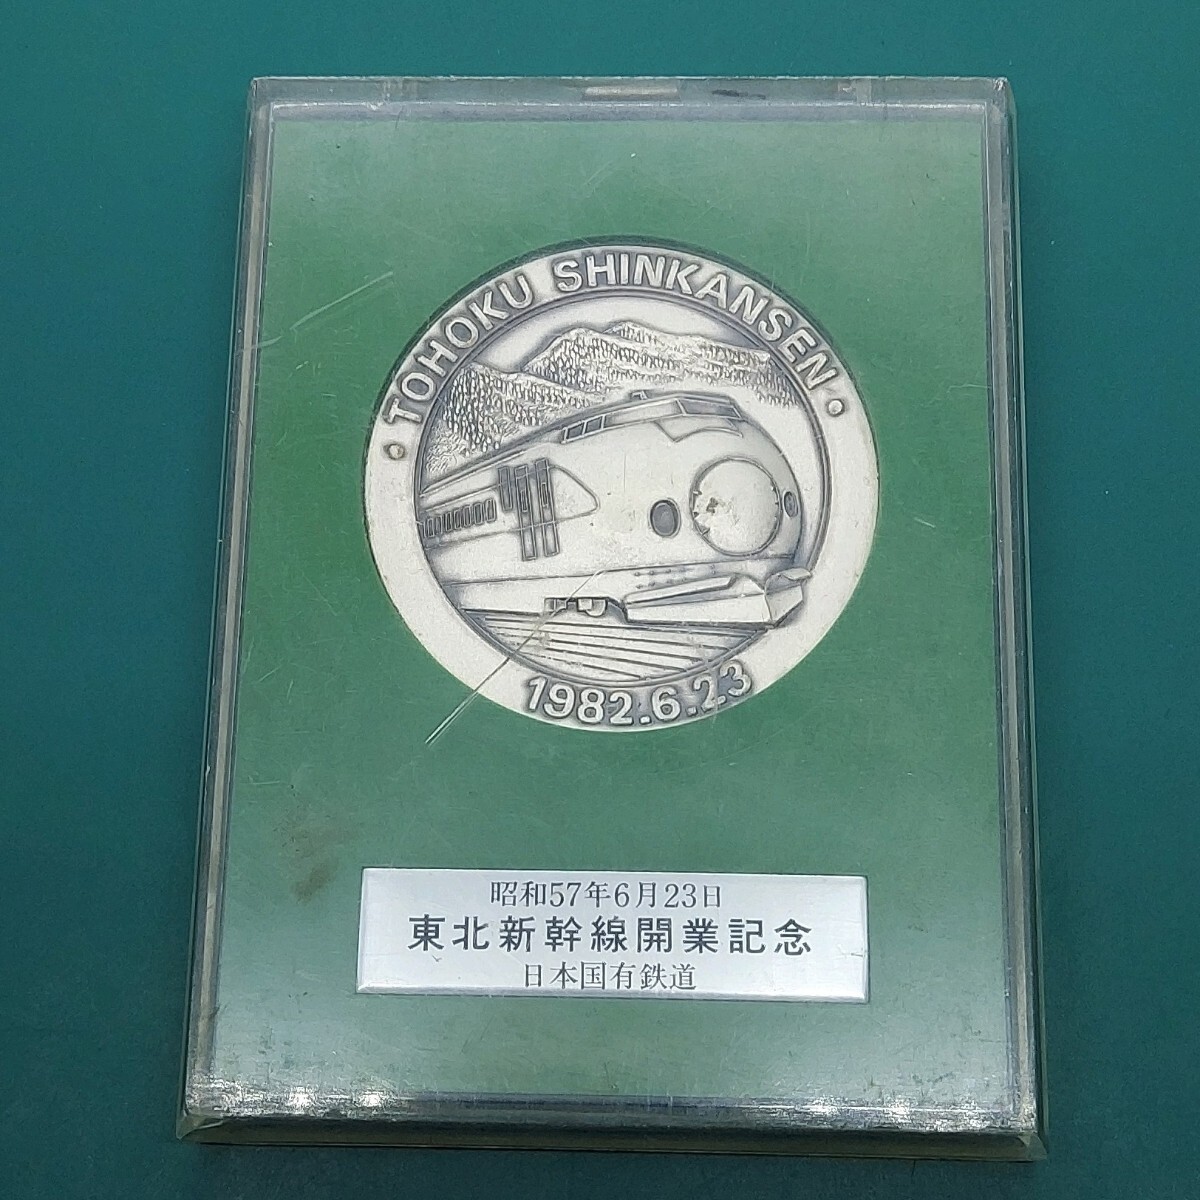 • TOHOKU SHINKANSEN •
1982.6.23
昭和57年6月23日
東北新幹線開業記念
日本国有鉄道